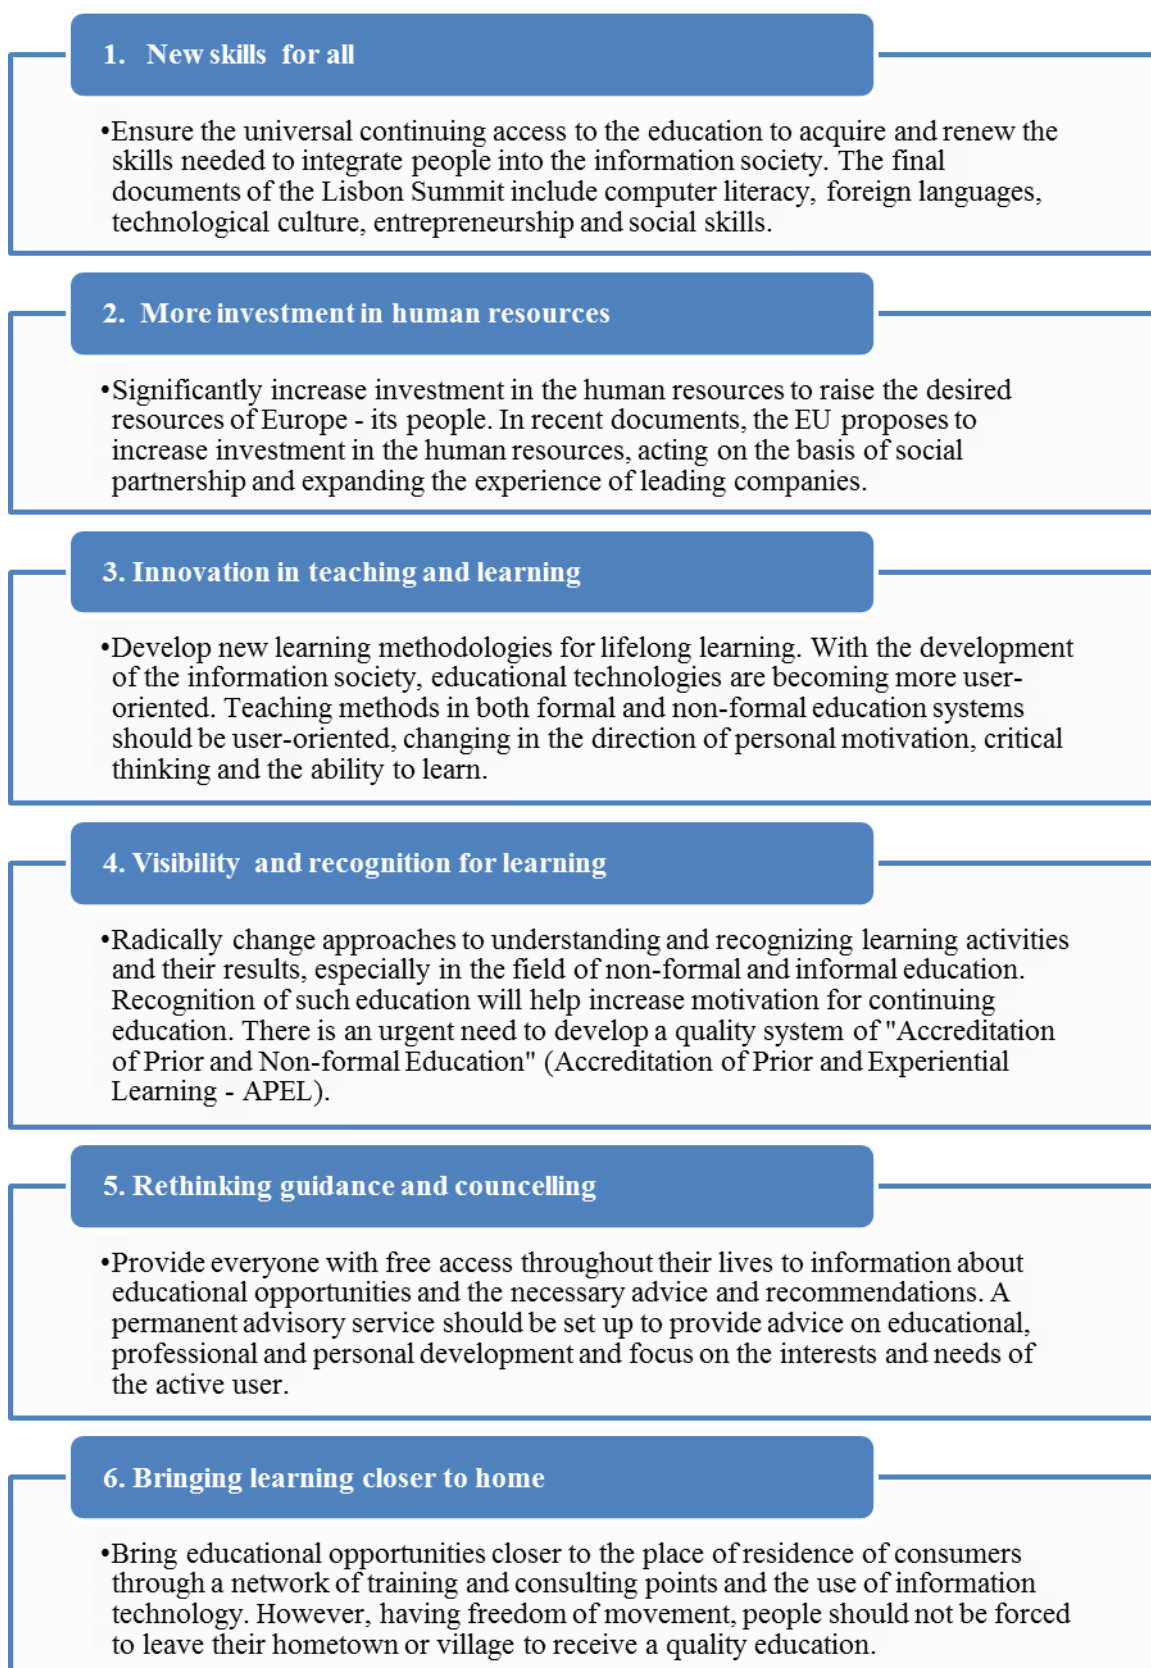 1. New skills for all
•Ensure the universal continuing access to the education to acquire and renew the
skills needed to integrate people into the information society. The final
documents of the Lisbon Summit include computer literacy, foreign languages,
technological culture, entrepreneurship and social skills.
2. More investment in human resources
•Significantly increase investment in the human resources to raise the desired
resources of Europe - its people. In recent documents, the EU proposes to
increase investment in the human resources, acting on the basis of social
partnership and expanding the experience of leading companies.
3. Innovation in teaching and learning
•Develop new learning methodologies for lifelong learning. With the development
of the information society, educational technologies are becoming more user-
oriented. Teaching methods in both formal and non-formal education systems
should be user-oriented, changing in the direction of personal motivation, critical
thinking and the ability to learn.
4. Visibility and recognition for learning
•Radically change approaches to understanding and recognizing learning activities
and their results, especially in the field of non-formal and informal education.
Recognition of such education will help increase motivation for continuing
education. There is an urgent need to develop a quality system of "Accreditation
of Prior and Non-formal Education" (Accreditation of Prior and Experiential
Learning - APEL).
5. Rethinking guidance and councelling
•Provide everyone with free access throughout their lives to information about
educational opportunities and the necessary advice and recommendations. A
permanent advisory service should be set up to provide advice on educational,
professional and personal development and focus on the interests and needs of
the active user.
6. Bringing learning closer to home
•Bring educational opportunities closer to the place of residence of consumers
through a network of training and consulting points and the use of information
technology. However, having freedom of movement, people should not be forced
to leave their hometown or village to receive a quality education.